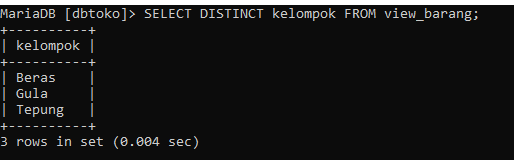 MariaDB [dbtoko]> SELECT DISTINCT kelompok FROM view_barang;
+----------+
| kelompok |
+----------+
| Beras    |
| Gula     |
| Tepung   |
+----------+
3 rows in set (0.004 sec)